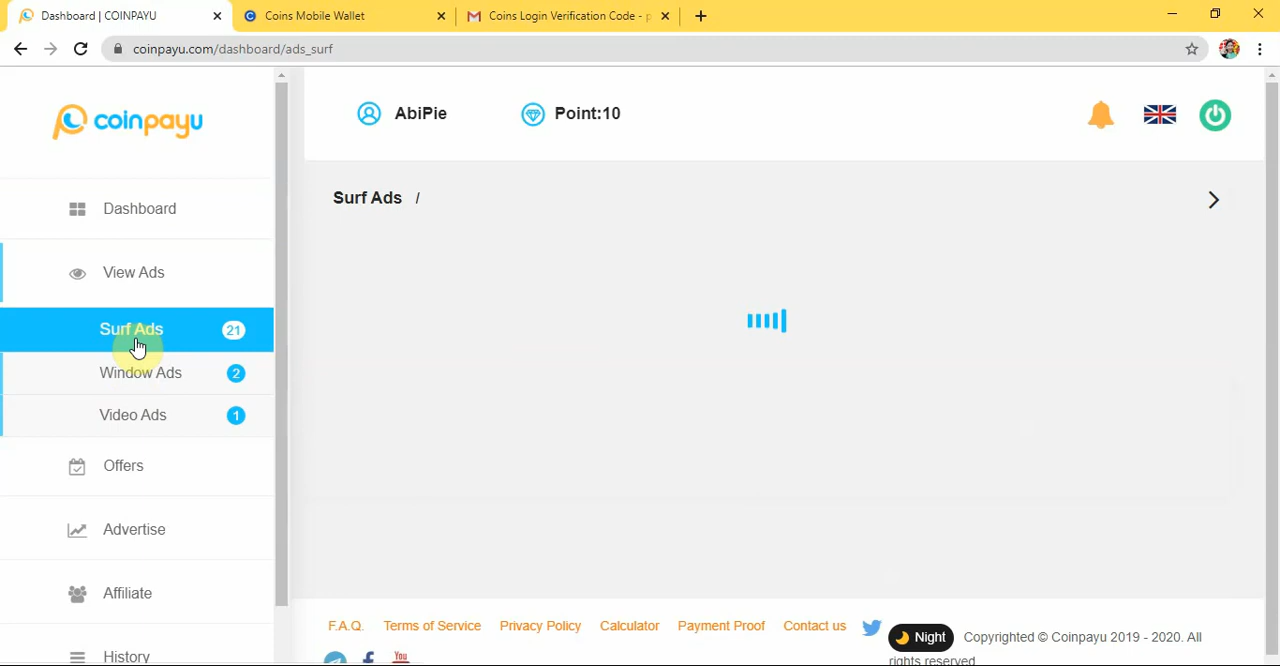 Dashboard | COINPAYU
Coins Mobile Wallet
Coins Login Verification Code - p
coinpayu.com/dashboard/ads_surf
coinpayu
AbiPie
Point:10
Dashboard
View Ads
Surf Ads 21
Window Ads 2
Video Ads 1
Offers
Advertise
Affiliate
History
Surf Ads /
F.A.Q. Terms of Service Privacy Policy Calculator Payment Proof Contact us
Night
Copyrighted © Coinpayu 2019 - 2020. All
rights reserved
You